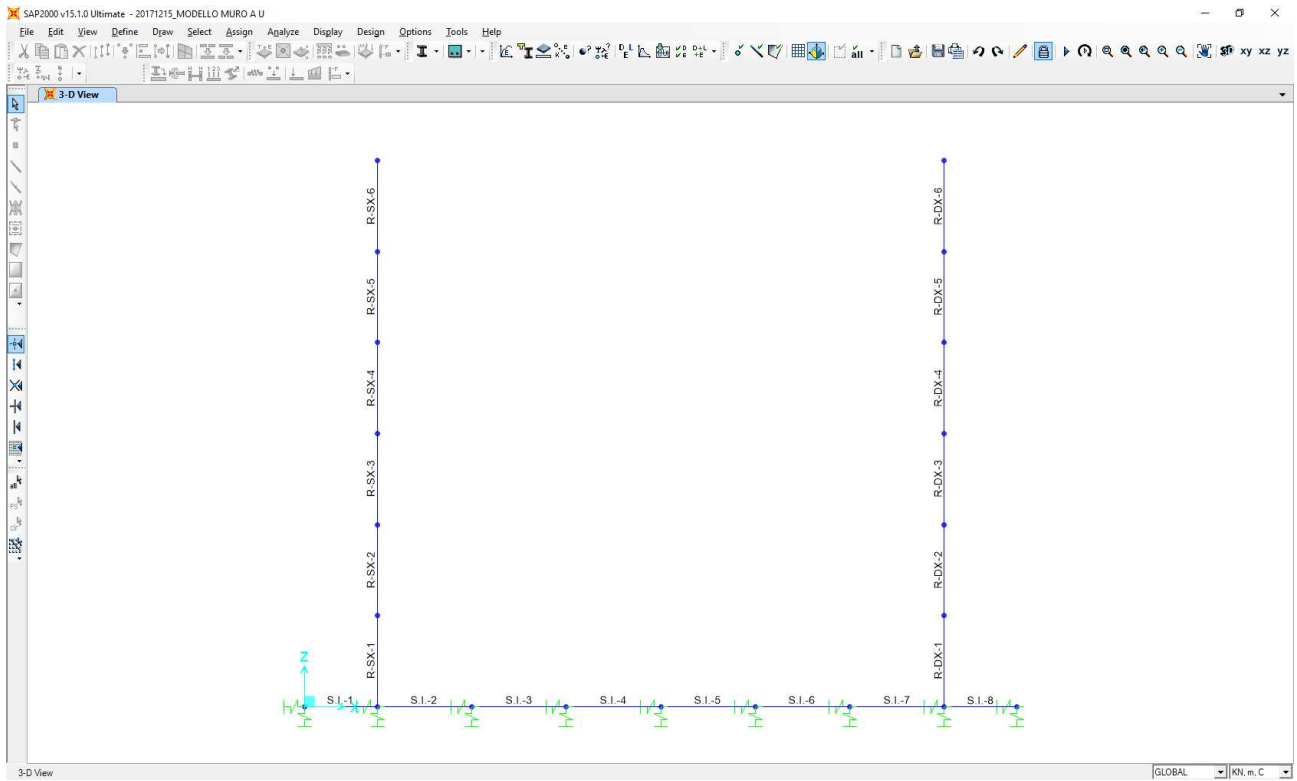 SAP2000 v15.1.0 Ultimate - 20171215_MODELLO MURO A U
File Edit View Define Draw Select Assign Analyze Display Design Options Tools Help
xy xz yz
3-D View
R-SX-6
R-DX-6
R-SX-5
R-DX-5
R-SX-4
R-DX-4
R-SX-3
R-DX-3
R-SX-2
R-DX-2
R-SX-1
R-DX-1
Z
X
S.I.-1 S.I.-2 S.I.-3 S.I.-4 S.I.-5 S.I.-6 S.I.-7 S.I.-8
3-D View GLOBAL KN, m, C